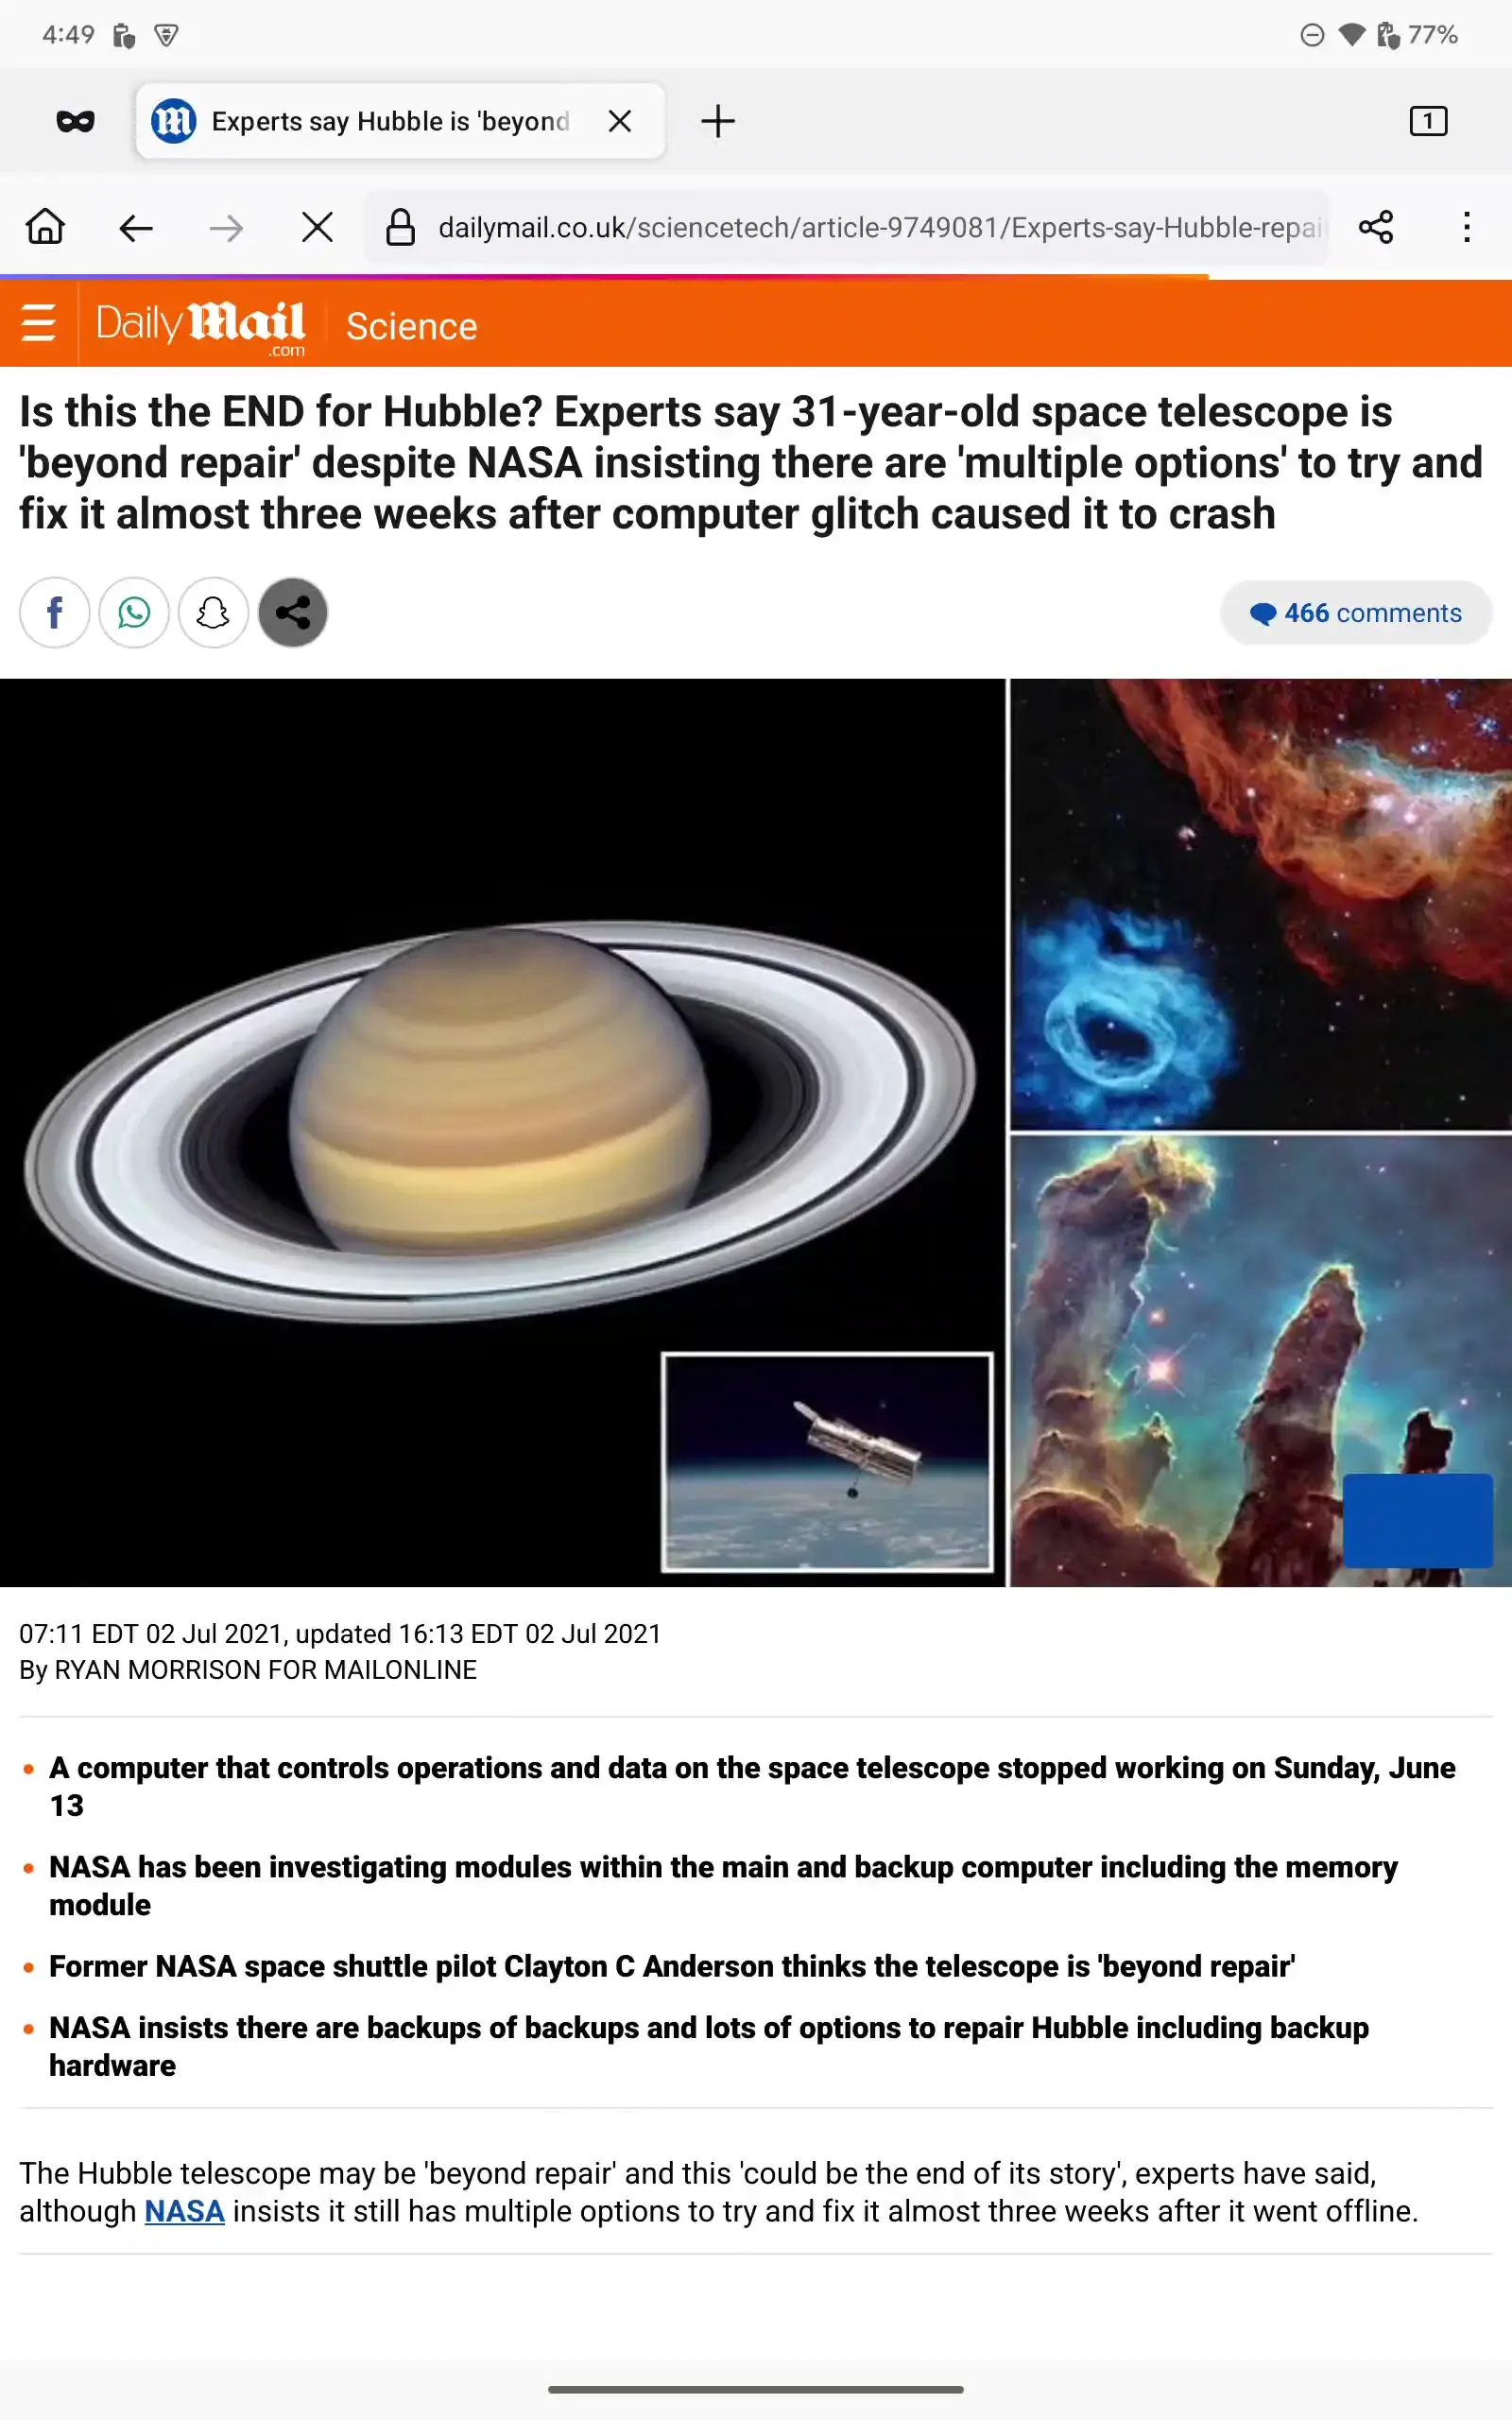 4:49
77%
Experts say Hubble is 'beyond
1
dailymail.co.uk/sciencetech/article-9749081/Experts-say-Hubble-repai
Daily Mail
.com
Science
Is this the END for Hubble? Experts say 31-year-old space telescope is
'beyond repair' despite NASA insisting there are 'multiple options' to try and
fix it almost three weeks after computer glitch caused it to crash
466 comments
07:11 EDT 02 Jul 2021, updated 16:13 EDT 02 Jul 2021
By RYAN MORRISON FOR MAILONLINE
A computer that controls operations and data on the space telescope stopped working on Sunday, June
13
NASA has been investigating modules within the main and backup computer including the memory
module
Former NASA space shuttle pilot Clayton C Anderson thinks the telescope is 'beyond repair'
NASA insists there are backups of backups and lots of options to repair Hubble including backup
hardware
The Hubble telescope may be 'beyond repair' and this 'could be the end of its story', experts have said,
although NASA insists it still has multiple options to try and fix it almost three weeks after it went offline.